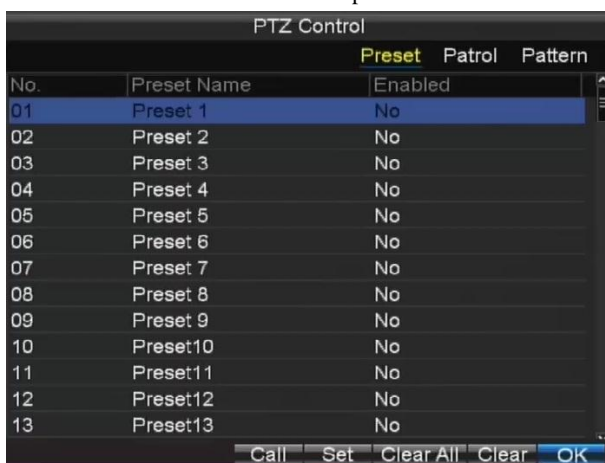 PTZ Control
Preset Patrol Pattern
No. Preset Name Enabled
01 Preset 1 No
02 Preset 2 No
03 Preset 3 No
04 Preset 4 No
05 Preset 5 No
06 Preset 6 No
07 Preset 7 No
08 Preset 8 No
09 Preset 9 No
10 Preset10 No
11 Preset11 No
12 Preset12 No
13 Preset13 No
Call Set Clear All Clear OK